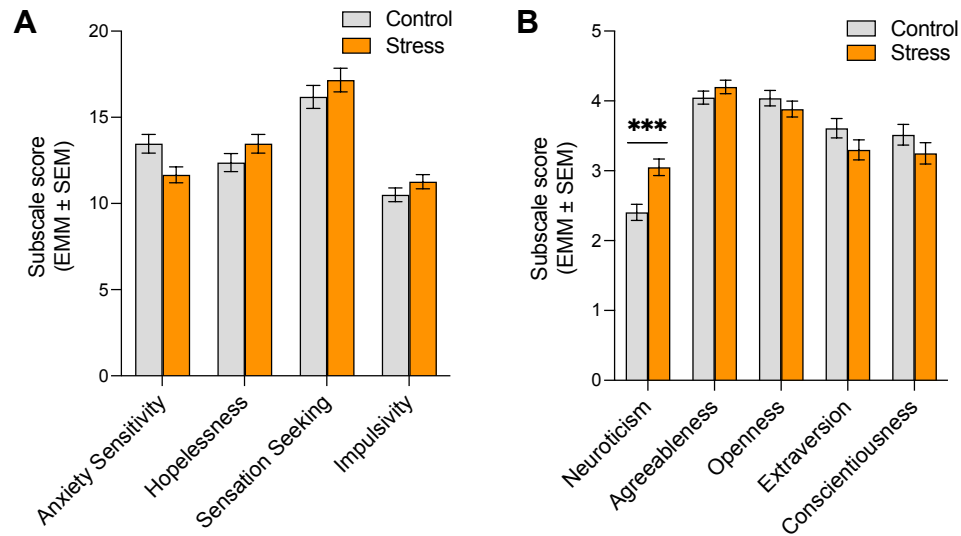 A
Control
Stress
Subscale score
(EMM ± SEM)
20
15
10
5
0
Anxiety Sensitivity
Hopelessness
Sensation Seeking
Impulsivity
B
Control
Stress
Subscale score
(EMM ± SEM)
5
4
3
2
1
0
***
Neuroticism
Agreeableness
Openness
Extraversion
Conscientiousness